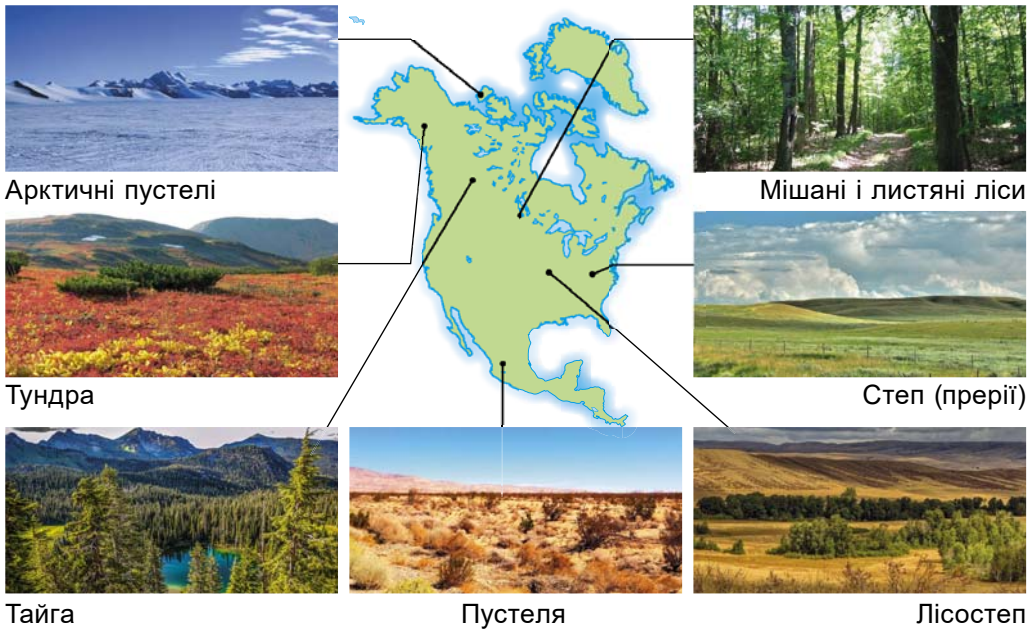 Арктичні пустелі
Мішані і листяні ліси
Тундра
Степ (прерії)
Тайга
Пустеля
Лісостеп